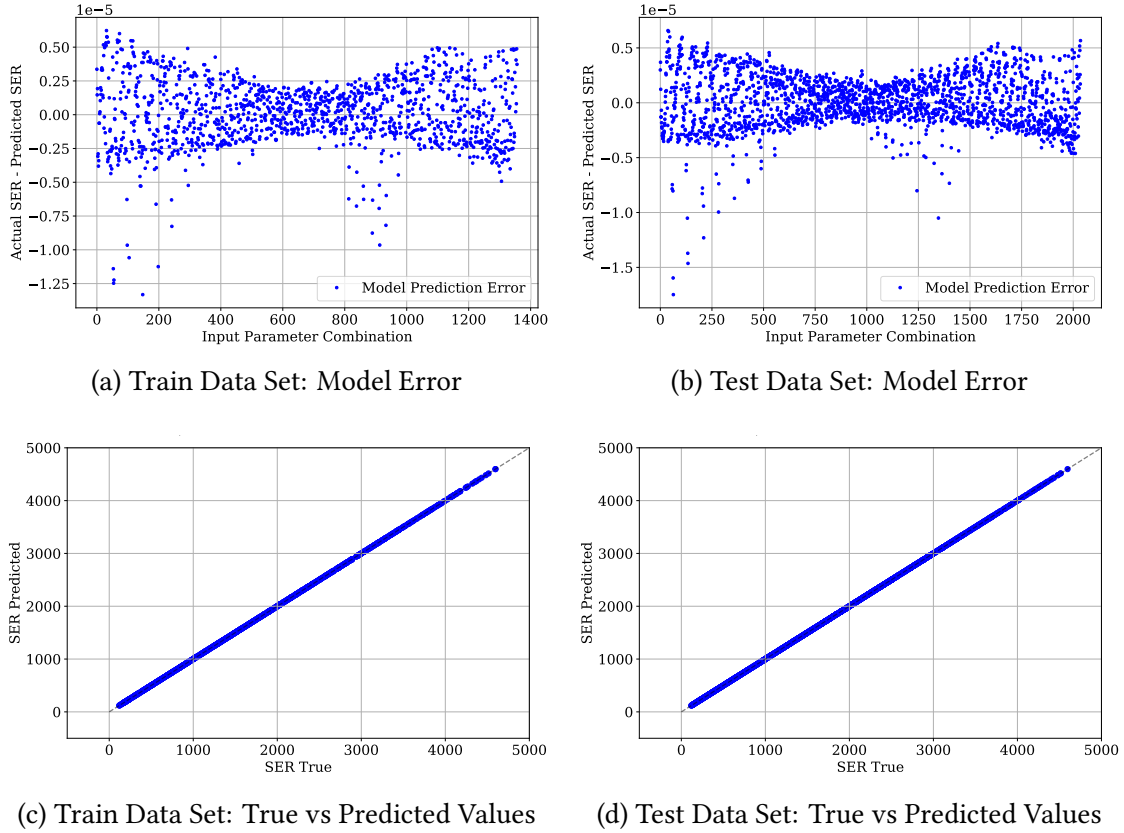 1e−5
0.50
0.25
0.00
−0.25
−0.50
−0.75
−1.00
−1.25
Actual SER - Predicted SER
Model Prediction Error
0 200 400 600 800 1000 1200 1400
Input Parameter Combination
(a) Train Data Set: Model Error
1e−5
0.5
0.0
−0.5
−1.0
−1.5
Actual SER - Predicted SER
Model Prediction Error
0 250 500 750 1000 1250 1500 1750 2000
Input Parameter Combination
(b) Test Data Set: Model Error
5000
4000
3000
2000
1000
0
SER Predicted
0 1000 2000 3000 4000 5000
SER True
(c) Train Data Set: True vs Predicted Values
5000
4000
3000
2000
1000
0
SER Predicted
0 1000 2000 3000 4000 5000
SER True
(d) Test Data Set: True vs Predicted Values